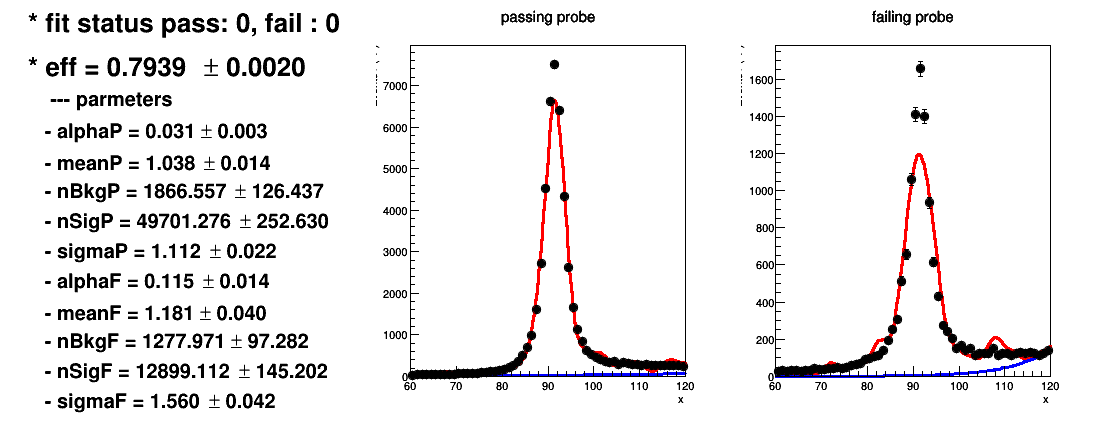 * fit status pass: 0, fail : 0
* eff = 0.7939 ± 0.0020
--- parmeters
- alphaP = 0.031 ± 0.003
- meanP = 1.038 ± 0.014
- nBkgP = 1866.557 ± 126.437
- nSigP = 49701.276 ± 252.630
- sigmaP = 1.112 ± 0.022
- alphaF = 0.115 ± 0.014
- meanF = 1.181 ± 0.040
- nBkgF = 1277.971 ± 97.282
- nSigF = 12899.112 ± 145.202
- sigmaF = 1.560 ± 0.042
passing probe
7000
6000
5000
4000
3000
2000
1000
0
60 70 80 90 100 110 120
x
failing probe
1600
1400
1200
1000
800
600
400
200
0
60 70 80 90 100 110 120
x